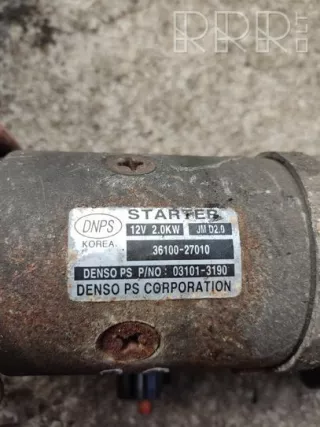 RRR.LT
DNPS
KOREA
STARTER
12V 2.0KW JM D2.0
36100-27010
DENSO PS P/NO: 03101-3190
DENSO PS CORPORATION